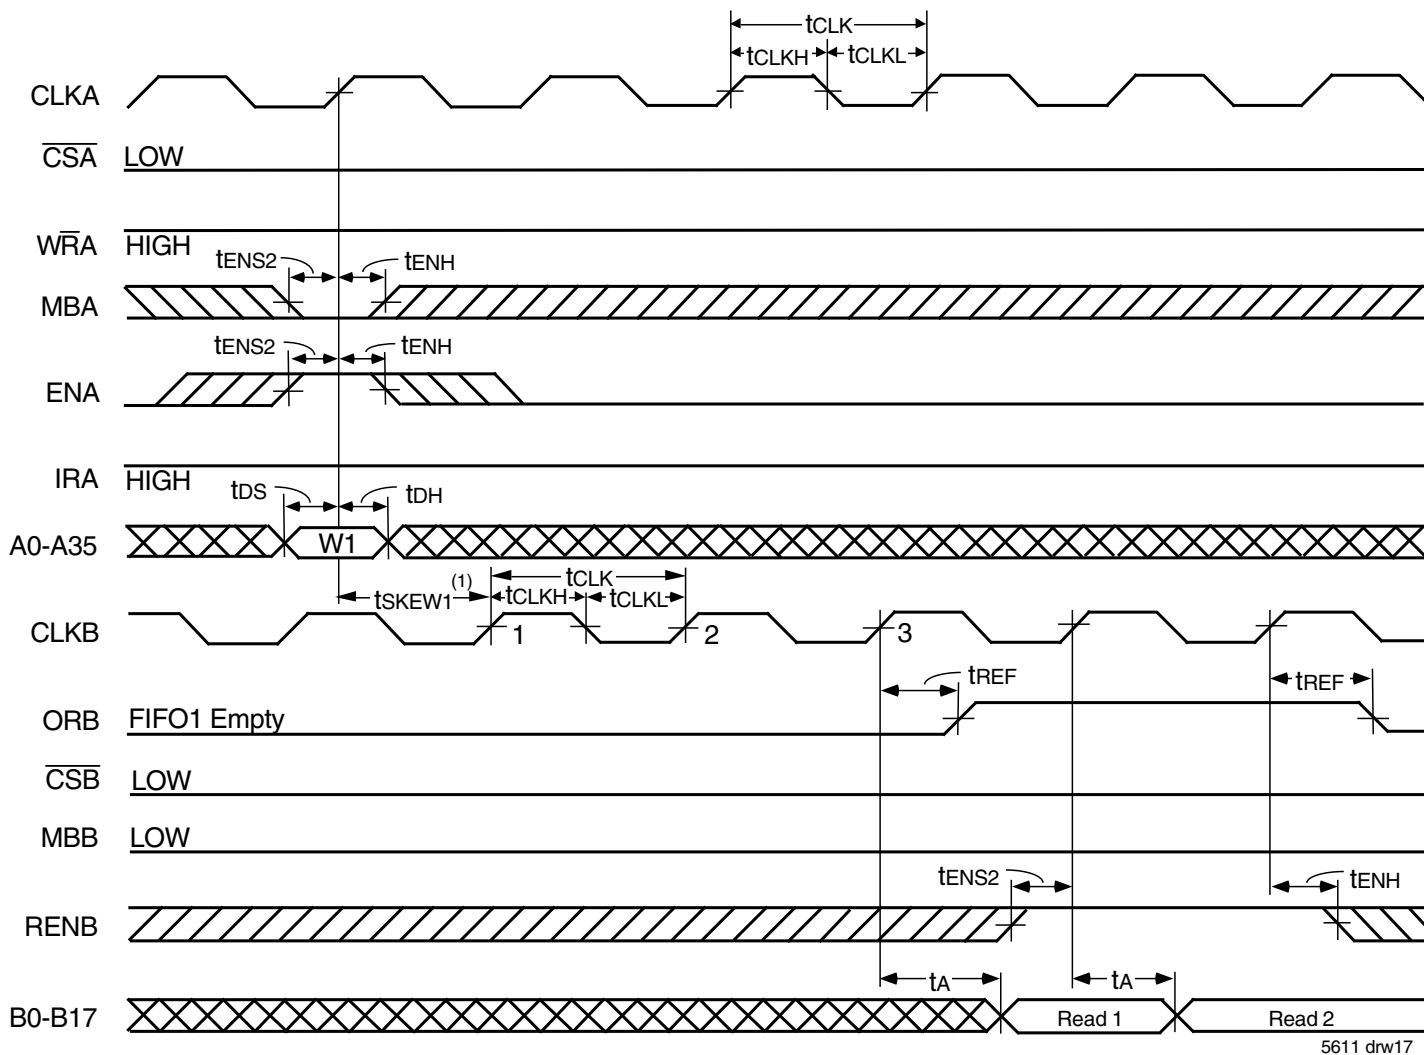 tCLK
tCLKH tCLKL
CLKA
CSA LOW
WRA HIGH
tENS2 tENH
MBA
tENS2 tENH
ENA
IRA HIGH
tDS tDH
A0-A35 W1
tSKEW1(1) tCLK
tCLKH tCLKL
CLKB 1 2 3
tREF tREF
ORB FIFO1 Empty
CSB LOW
MBB LOW
tENS2 tENH
RENB
tA tA
B0-B17 Read 1 Read 2
5611 drw17